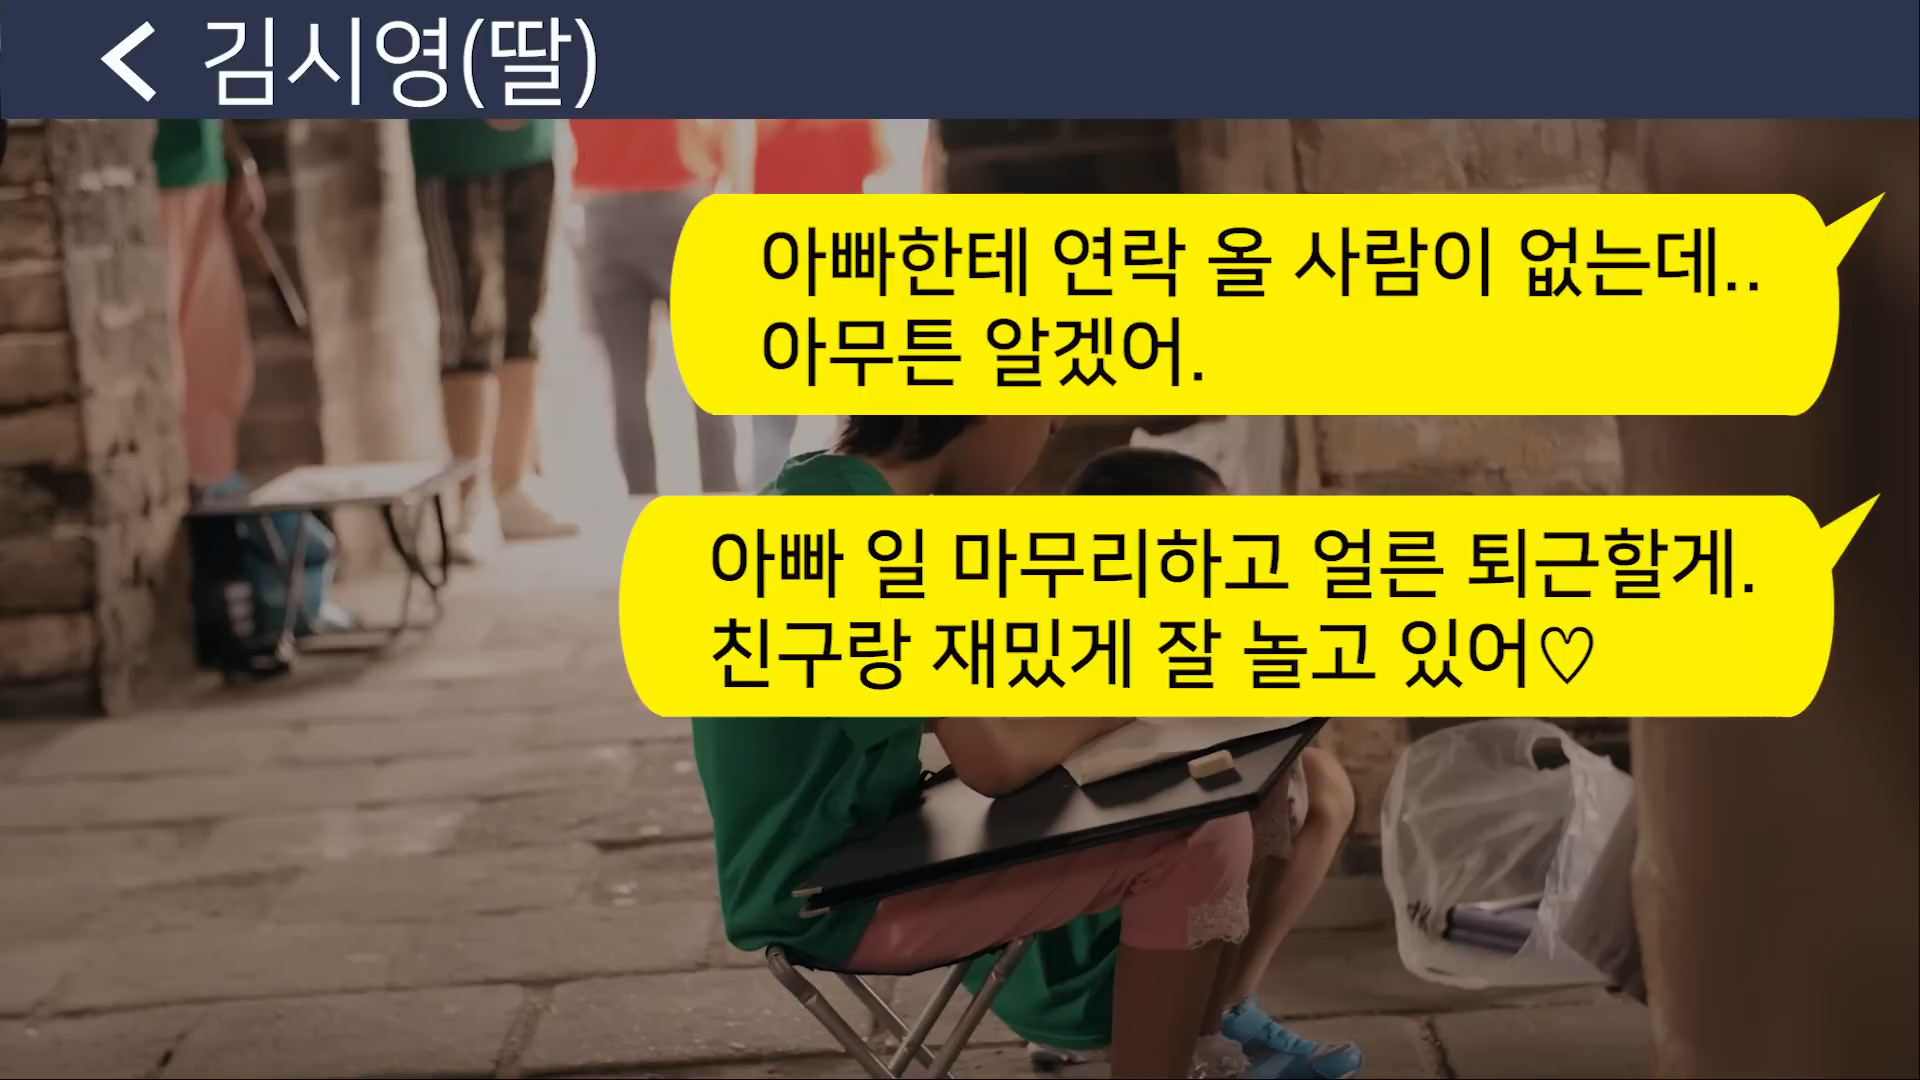 김시영(딸)
아빠한테 연락 올 사람이 없는데..
아무튼 알겠어.
아빠 일 마무리하고 얼른 퇴근할게.
친구랑 재밌게 잘 놀고 있어♡